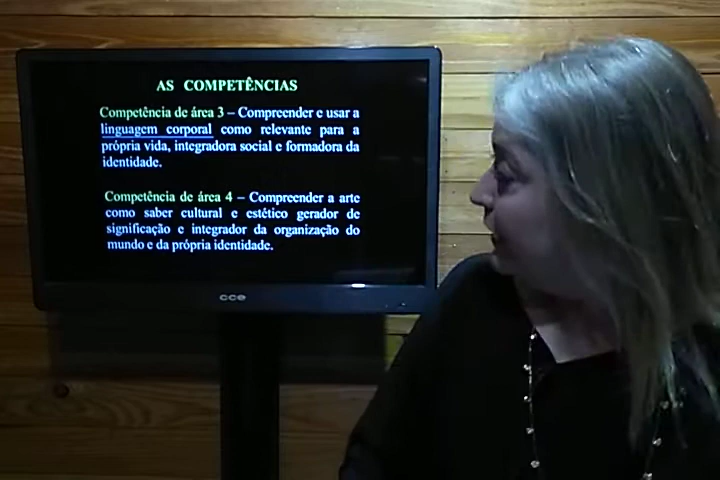 AS COMPETÊNCIAS
Competência de área 3 – Compreender e usar a
linguagem corporal como relevante para a
própria vida, integradora social e formadora da
identidade.
Competência de área 4 – Compreender a arte
como saber cultural e estético gerador de
significação e integrador da organização do
mundo e da própria identidade.
cce